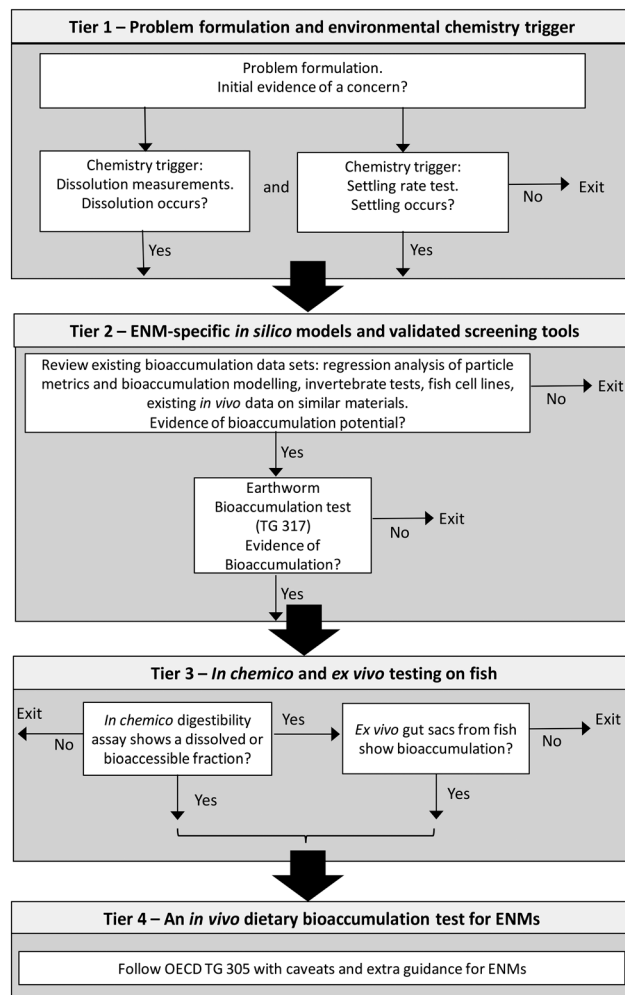 Tier 1 – Problem formulation and environmental chemistry trigger
Problem formulation.
Initial evidence of a concern?
Chemistry trigger:
Dissolution measurements.
Dissolution occurs?
and
Chemistry trigger:
Settling rate test.
Settling occurs?
No
Exit
Yes
Yes
Tier 2 – ENM-specific in silico models and validated screening tools
Review existing bioaccumulation data sets: regression analysis of particle
metrics and bioaccumulation modelling, invertebrate tests, fish cell lines,
existing in vivo data on similar materials.
Evidence of bioaccumulation potential?
No
Exit
Yes
Earthworm
Bioaccumulation test
(TG 317)
Evidence of
Bioaccumulation?
No
Exit
Yes
Tier 3 – In chemico and ex vivo testing on fish
Exit
No
In chemico digestibility
assay shows a dissolved or
bioaccessible fraction?
Yes
Ex vivo gut sacs from fish
show bioaccumulation?
No
Exit
Yes
Yes
Tier 4 – An in vivo dietary bioaccumulation test for ENMs
Follow OECD TG 305 with caveats and extra guidance for ENMs